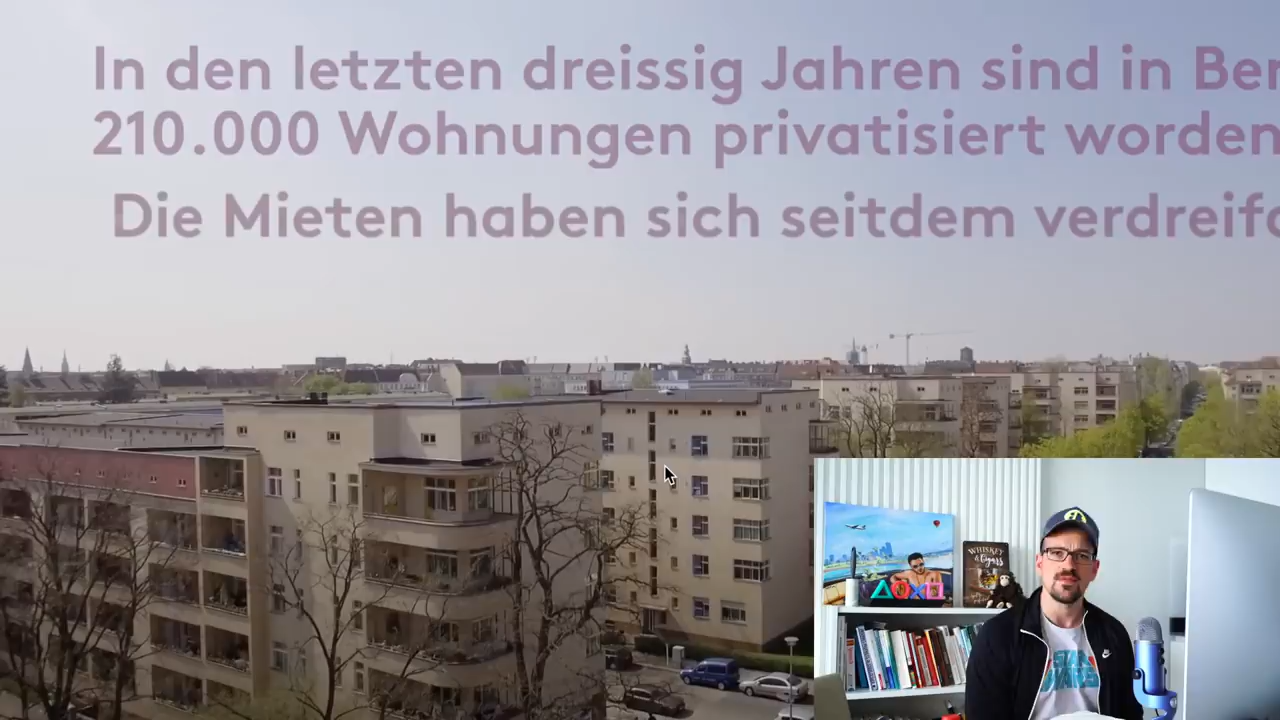 In den letzten dreissig Jahren sind in Ber
210.000 Wohnungen privatisiert worden
Die Mieten haben sich seitdem verdreifa
WHISKEY
& Cigars